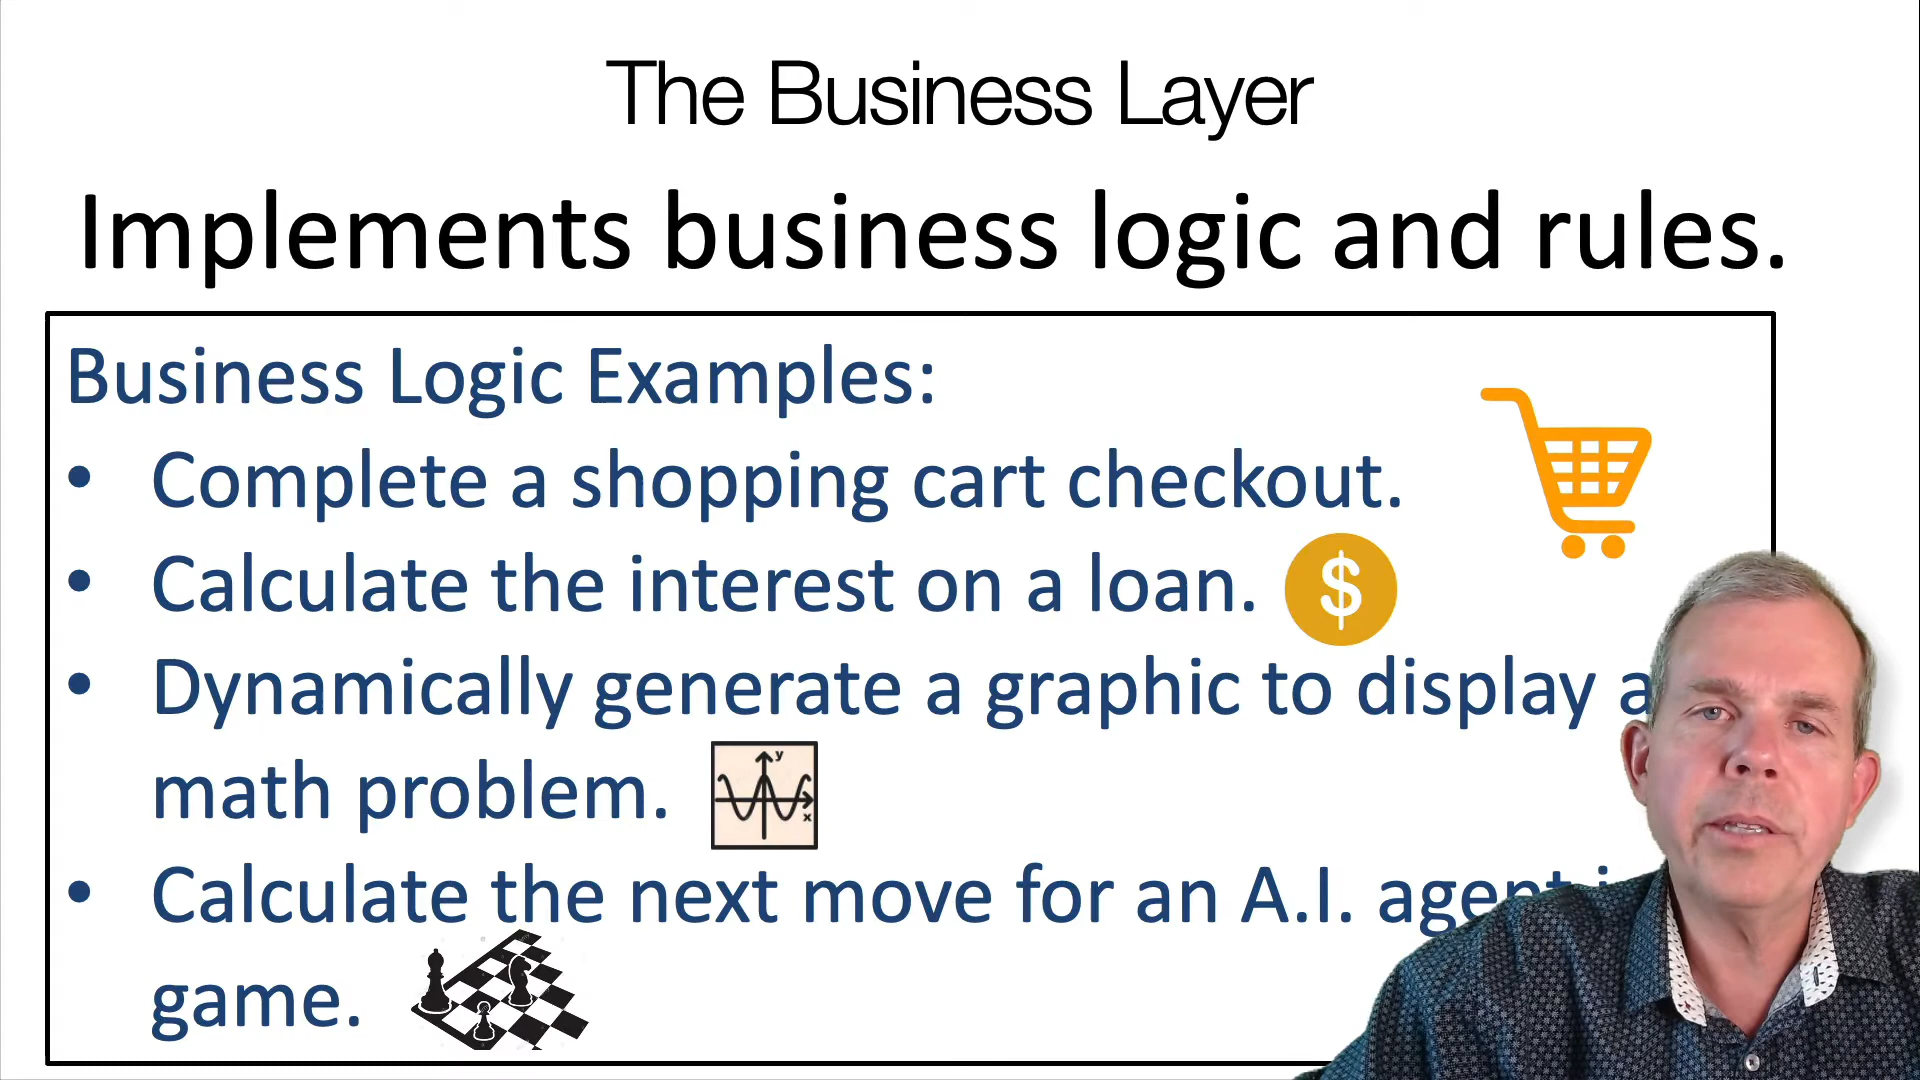 The Business Layer
Implements business logic and rules.
Business Logic Examples:
• Complete a shopping cart checkout.
$
• Calculate the interest on a loan.
• Dynamically generate a graphic to display a
math problem.
y
x
• Calculate the next move for an A.I. agent
game.